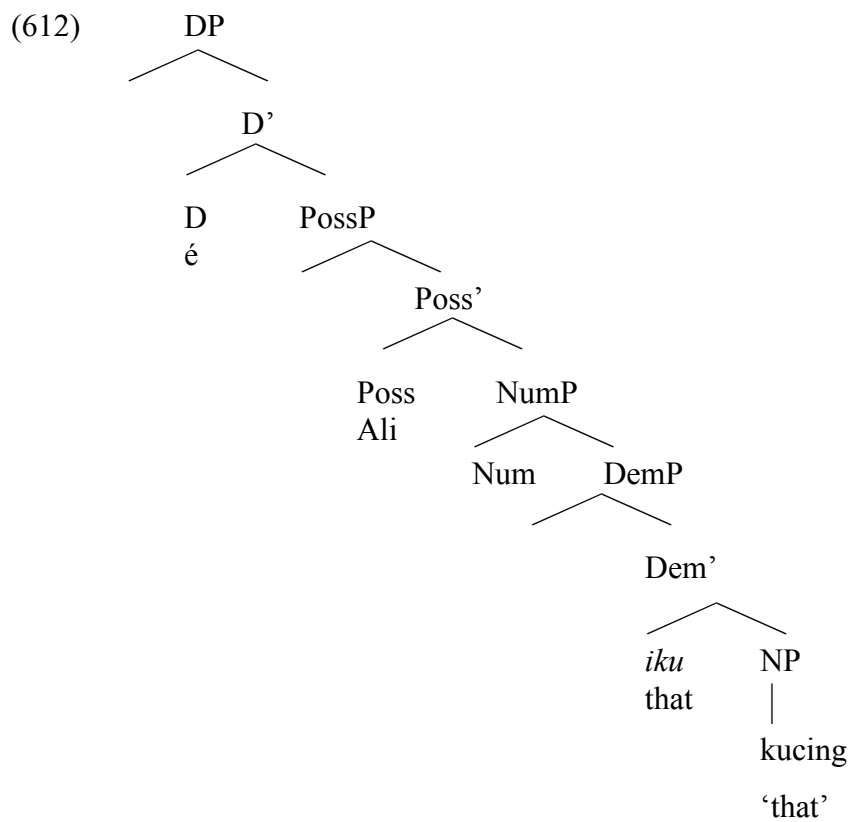 (612) DP
D’
D PossP
é
Poss’
Poss NumP
Ali
Num DemP
Dem’
iku NP
that
kucing
‘that’